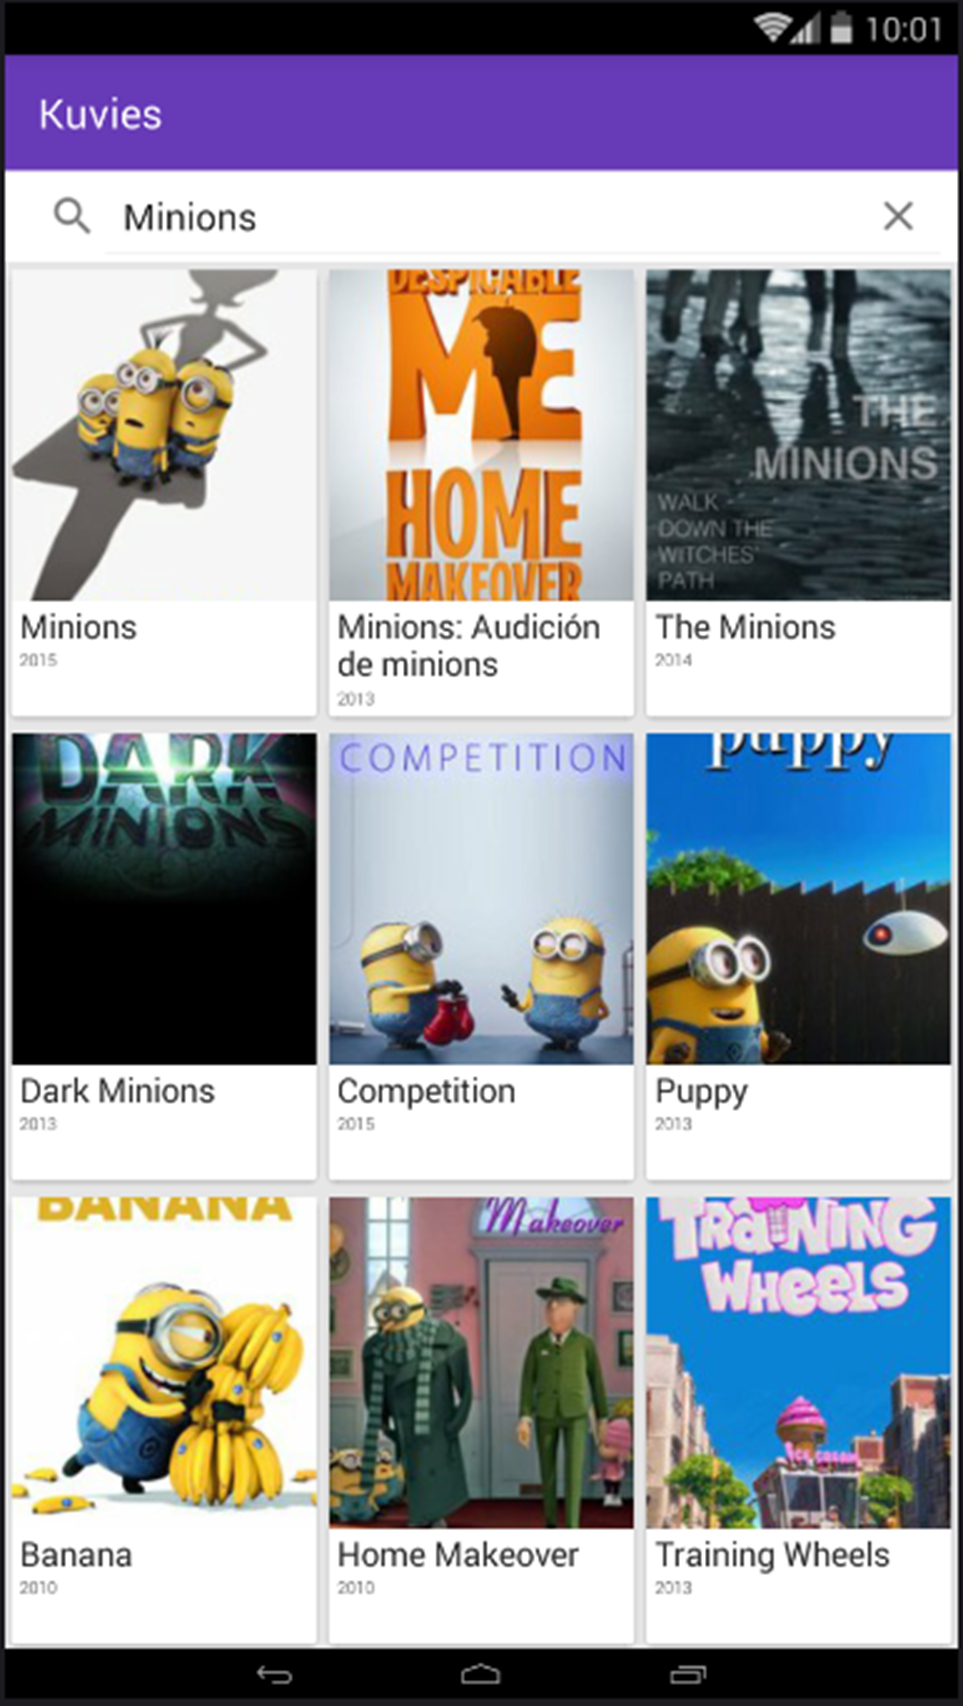 10:01
Kuvies
Minions
DESPICABLE
ME
HOME
MAKEOVER
THE
MINIONS
WALK
DOWN THE
WITCHES'
PATH
Minions
2015
Minions: Audición
de minions
2013
The Minions
2014
DARK
MINIONS
COMPETITION
puppy
Dark Minions
2013
Competition
2015
Puppy
2013
BANANA
Makeover
TRAINING
WHEELS
ICE CREAM
Banana
2010
Home Makeover
2010
Training Wheels
2013